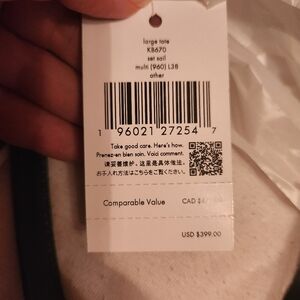 large tote
K8670
set sail
multi (960) L38
other
1 96021 27254 7
Take good care. Here's how.
Prenez-en bien soin. Voici comment.
请妥善维护。这里是具体做法。
お手入れ方法はこちらをご覧ください。
Comparable Value CAD
USD $399.00